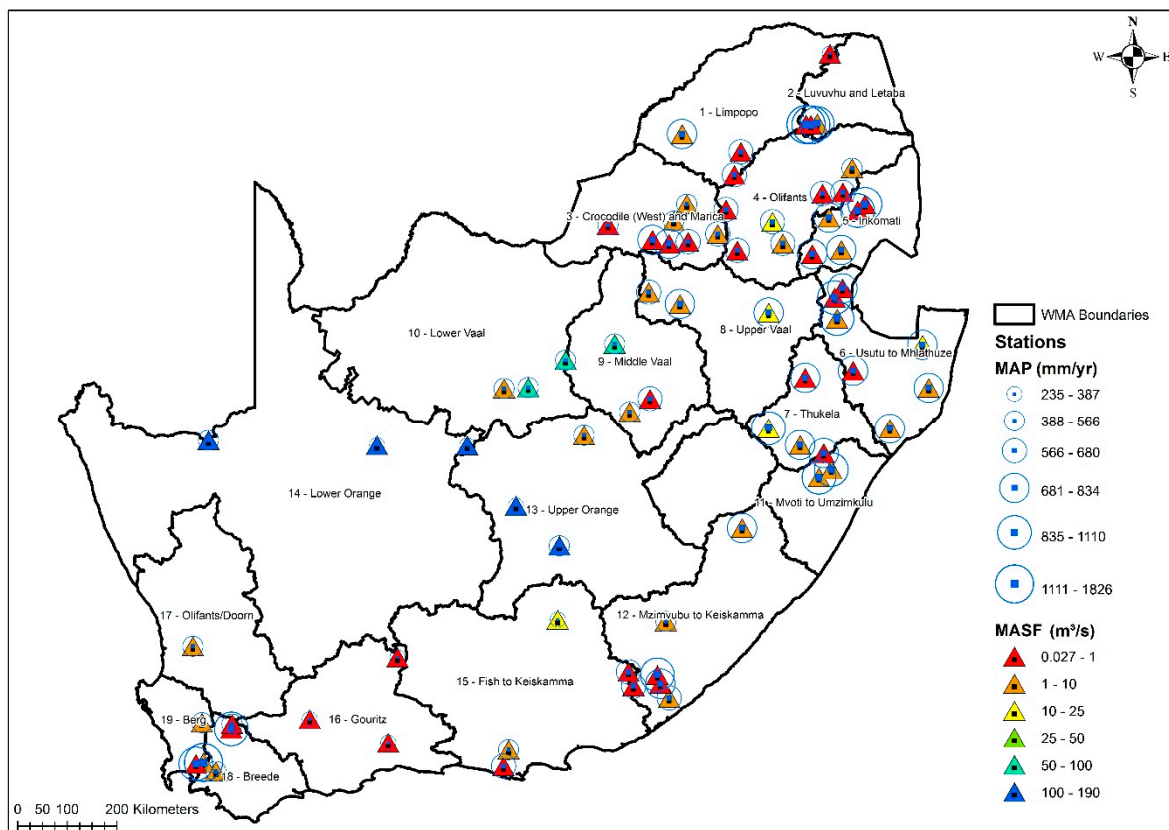 N
W
E
S
2 - Luvuvhu and Letaba
1 - Limpopo
4 - Olifants
3 - Crocodile (West) and Marica
5 - Inkomati
10 - Lower Vaal
8 - Upper Vaal
9 - Middle Vaal
6 - Usutu to Mhlathuze
7 - Thukela
14 - Lower Orange
13 - Upper Orange
11 - Mvoti to Umzimkulu
17 - Olifants/Doorn
12 - Mzimvubu to Keiskamma
15 - Fish to Keiskamma
16 - Gouritz
19 - Berg
18 - Breede
WMA Boundaries
Stations
MAP (mm/yr)
235 - 387
388 - 566
566 - 680
681 - 834
835 - 1110
1111 - 1826
MASF (m³/s)
0.027 - 1
1 - 10
10 - 25
25 - 50
50 - 100
100 - 190
0 50 100 200 Kilometers